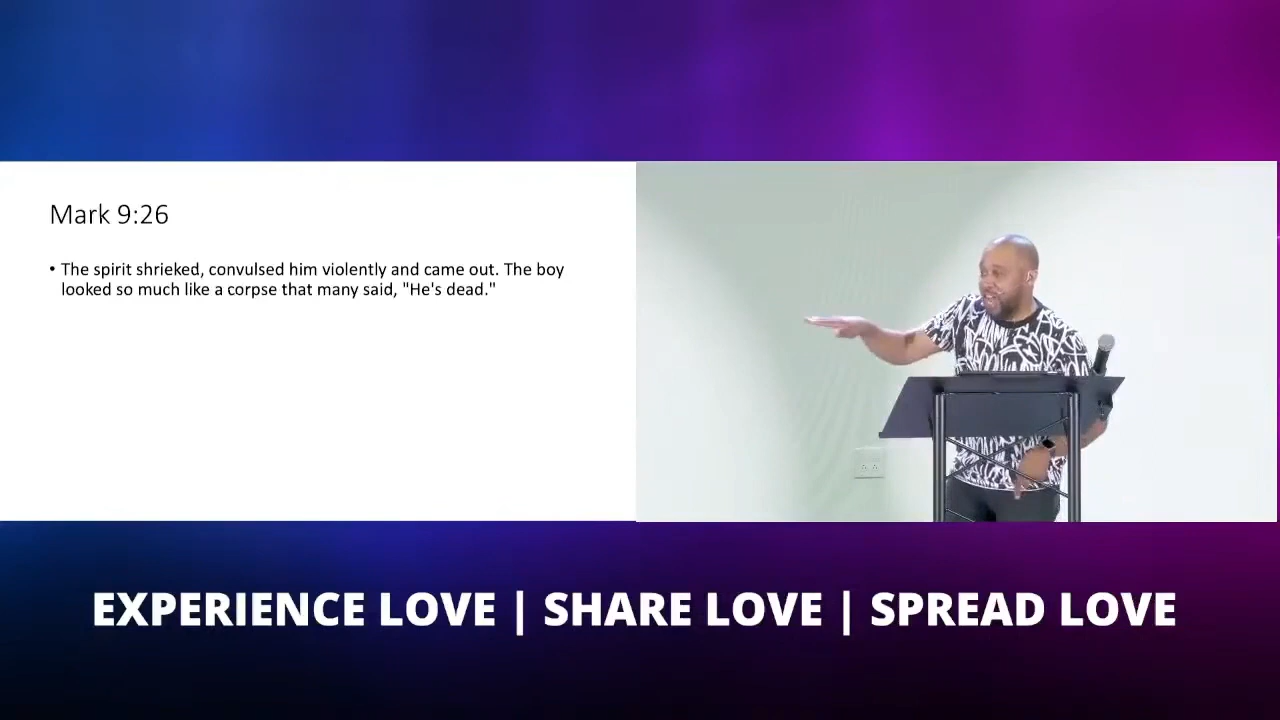 Mark 9:26
• The spirit shrieked, convulsed him violently and came out. The boy
looked so much like a corpse that many said, "He's dead."
EXPERIENCE LOVE | SHARE LOVE | SPREAD LOVE